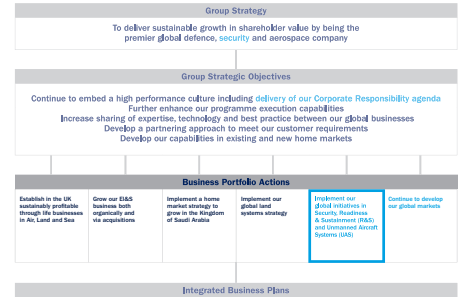 Group Strategy
To deliver sustainable growth in shareholder value by being the
premier global defence, security and aerospace company
Group Strategic Objectives
Continue to embed a high performance culture including delivery of our Corporate Responsibility agenda
Further enhance our programme execution capabilities
Increase sharing of expertise, technology and best practice between our global businesses
Develop a partnering approach to meet our customer requirements
Develop our capabilities in existing and new home markets
Business Portfolio Actions
Establish in the UK
sustainably profitable
through life businesses
in Air, Land and Sea
Grow our EI&S
business both
organically and
via acquisitions
Implement a home
market strategy to
grow in the Kingdom
of Saudi Arabia
Implement our
global land
systems strategy
Implement our
global initiatives in
Security, Readiness
& Sustainment (R&S)
and Unmanned Aircraft
Systems (UAS)
Continue to develop
our global markets
Integrated Business Plans